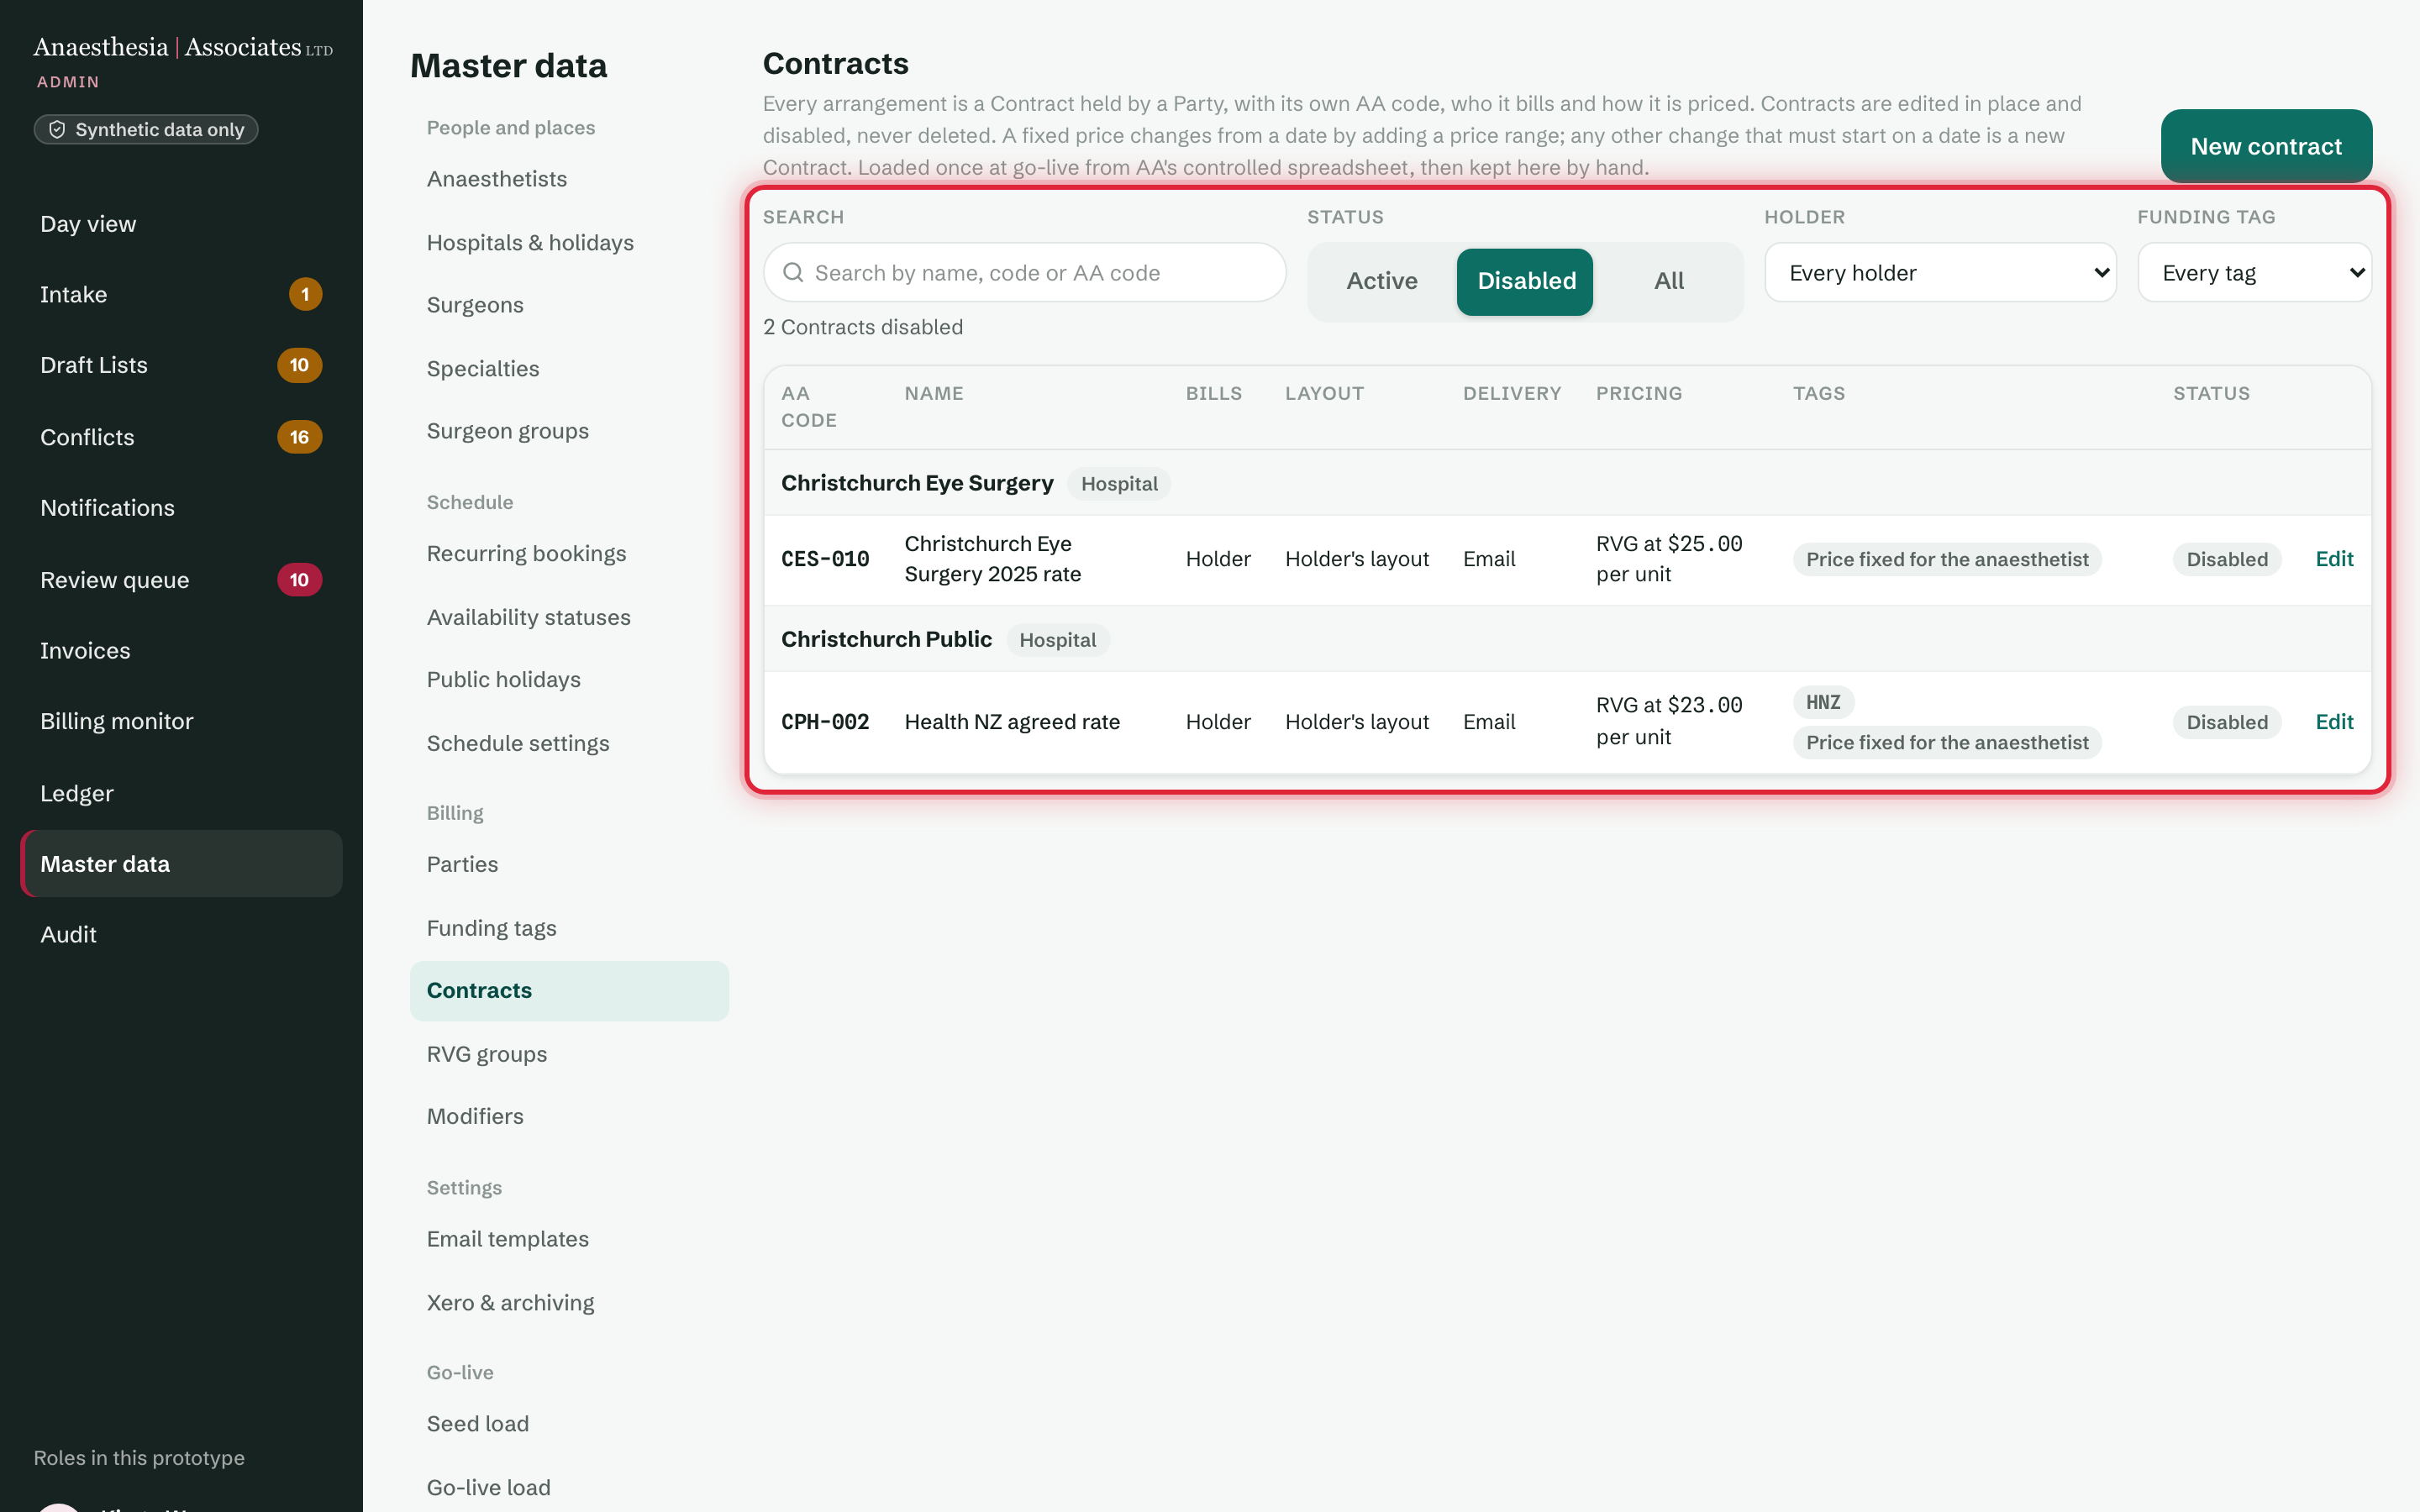 Anaesthesia | Associates LTD
ADMIN
Synthetic data only
Day view
Intake 1
Draft Lists 10
Conflicts 16
Notifications
Review queue 10
Invoices
Billing monitor
Ledger
Master data
Audit
Roles in this prototype
Master data
People and places
Anaesthetists
Hospitals & holidays
Surgeons
Specialties
Surgeon groups
Schedule
Recurring bookings
Availability statuses
Public holidays
Schedule settings
Billing
Parties
Funding tags
Contracts
RVG groups
Modifiers
Settings
Email templates
Xero & archiving
Go-live
Seed load
Go-live load
Contracts
Every arrangement is a Contract held by a Party, with its own AA code, who it bills and how it is priced. Contracts are edited in place and
disabled, never deleted. A fixed price changes from a date by adding a price range; any other change that must start on a date is a new
Contract. Loaded once at go-live from AA's controlled spreadsheet, then kept here by hand.
New contract
SEARCH STATUS HOLDER FUNDING TAG
Search by name, code or AA code Active Disabled All Every holder Every tag
2 Contracts disabled
AA CODE NAME BILLS LAYOUT DELIVERY PRICING TAGS STATUS
Christchurch Eye Surgery Hospital
CES-010 Christchurch Eye Surgery 2025 rate Holder Holder's layout Email RVG at $25.00 per unit Price fixed for the anaesthetist Disabled Edit
Christchurch Public Hospital
CPH-002 Health NZ agreed rate Holder Holder's layout Email RVG at $23.00 per unit HNZ Price fixed for the anaesthetist Disabled Edit